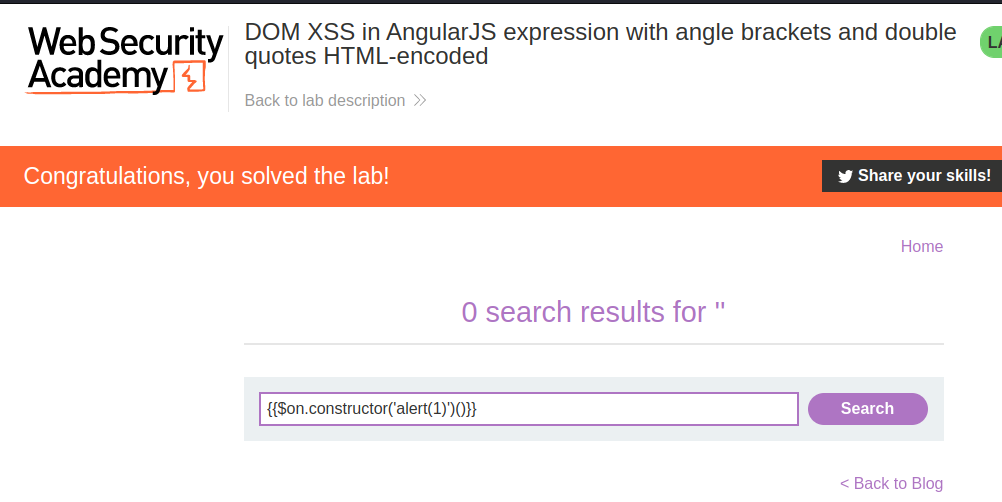 Web Security
Academy
DOM XSS in AngularJS expression with angle brackets and double
quotes HTML-encoded
LA
Back to lab description
Congratulations, you solved the lab!
Share your skills!
Home
0 search results for ''
{{$on.constructor('alert(1)')()}}
Search
< Back to Blog